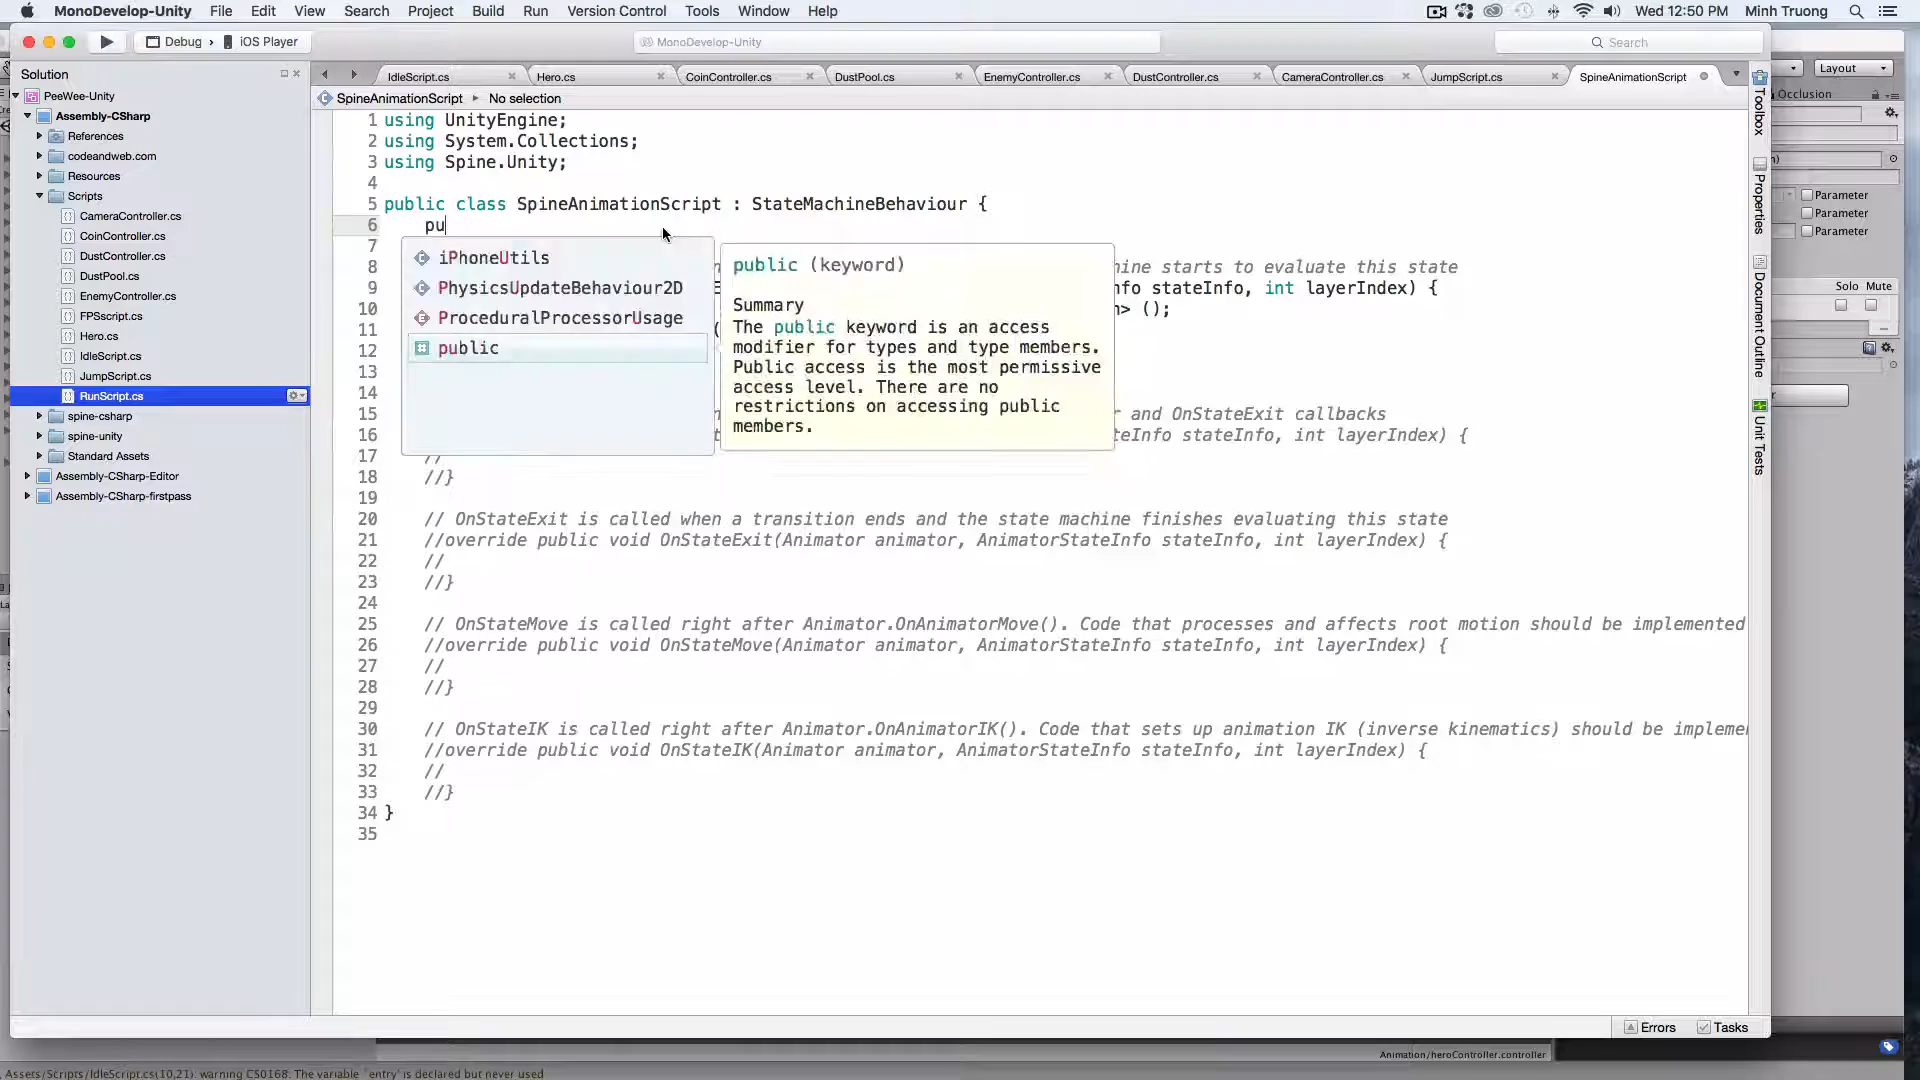 MonoDevelop-Unity File Edit View Search Project Build Run Version Control Tools Window Help Wed 12:50 PM Minh Truong
Debug › iOS Player MonoDevelop-Unity Search
Layout
Solution
IdleScript.cs Hero.cs CoinController.cs DustPool.cs EnemyController.cs DustController.cs CameraController.cs JumpScript.cs SpineAnimationScript
SpineAnimationScript No selection
PeeWee-Unity
Assembly-CSharp
References
codeandweb.com
Resources
Scripts
CameraController.cs
CoinController.cs
DustController.cs
DustPool.cs
EnemyController.cs
FPSscript.cs
Hero.cs
IdleScript.cs
JumpScript.cs
RunScript.cs
spine-csharp
spine-unity
Standard Assets
Assembly-CSharp-Editor
Assembly-CSharp-firstpass
1 using UnityEngine;
2 using System.Collections;
3 using Spine.Unity;
4
5 public class SpineAnimationScript : StateMachineBehaviour {
6 pu
7
8 hine starts to evaluate this state
9 nfo stateInfo, int layerIndex) {
10 > ();
11
12
13
14
15 r and OnStateExit callbacks
16 teInfo stateInfo, int layerIndex) {
17 //
18 //}
19
20 // OnStateExit is called when a transition ends and the state machine finishes evaluating this state
21 //override public void OnStateExit(Animator animator, AnimatorStateInfo stateInfo, int layerIndex) {
22 //
23 //}
24
25 // OnStateMove is called right after Animator.OnAnimatorMove(). Code that processes and affects root motion should be implemented
26 //override public void OnStateMove(Animator animator, AnimatorStateInfo stateInfo, int layerIndex) {
27 //
28 //}
29
30 // OnStateIK is called right after Animator.OnAnimatorIK(). Code that sets up animation IK (inverse kinematics) should be implemen
31 //override public void OnStateIK(Animator animator, AnimatorStateInfo stateInfo, int layerIndex) {
32 //
33 //}
34 }
35
iPhoneUtils
PhysicsUpdateBehaviour2D
ProceduralProcessorUsage
public
public (keyword)
Summary
The public keyword is an access
modifier for types and type members.
Public access is the most permissive
access level. There are no
restrictions on accessing public
members.
Toolbox
Properties
Document Outline
Unit Tests
Occlusion
Parameter
Parameter
Parameter
Solo Mute
Errors Tasks
Animation/heroController.controller
Assets/Scripts/IdleScript.cs(10,21): warning CS0168: The variable `entry' is declared but never used